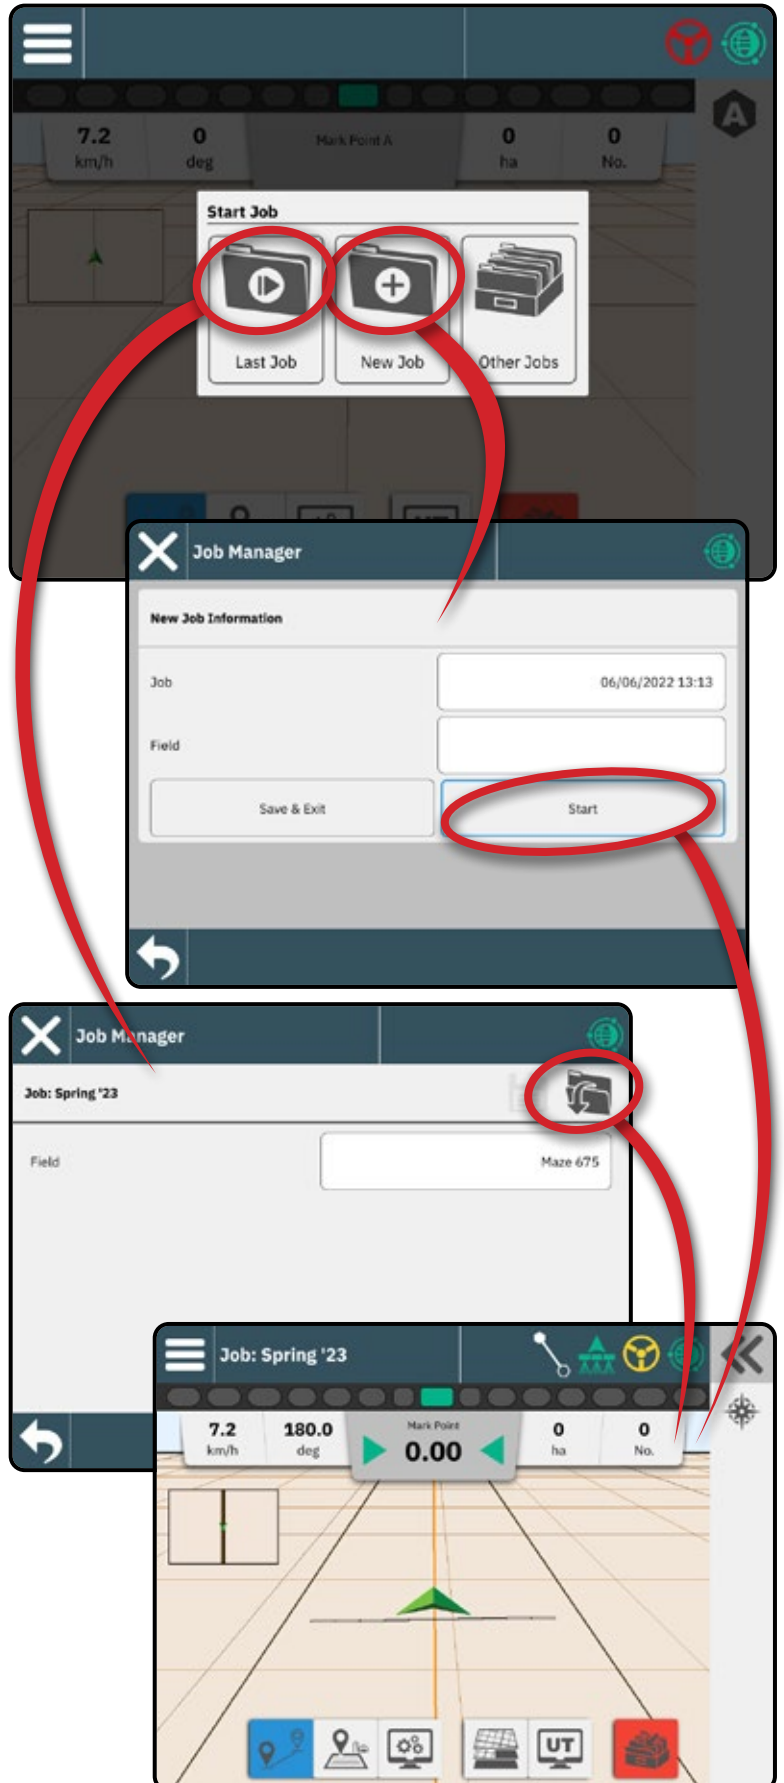 A
7.2 0 Mark Point A 0 0
km/h deg ha No.
Start Job
Last Job New Job Other Jobs
Job Manager
New Job Information
Job 06/06/2022 13:13
Field
Save & Exit Start
Job Manager
Job: Spring '23
Field Maze 675
Job: Spring '23
7.2 180.0 Mark Point 0 0
km/h deg 0.00 ha No.
UT